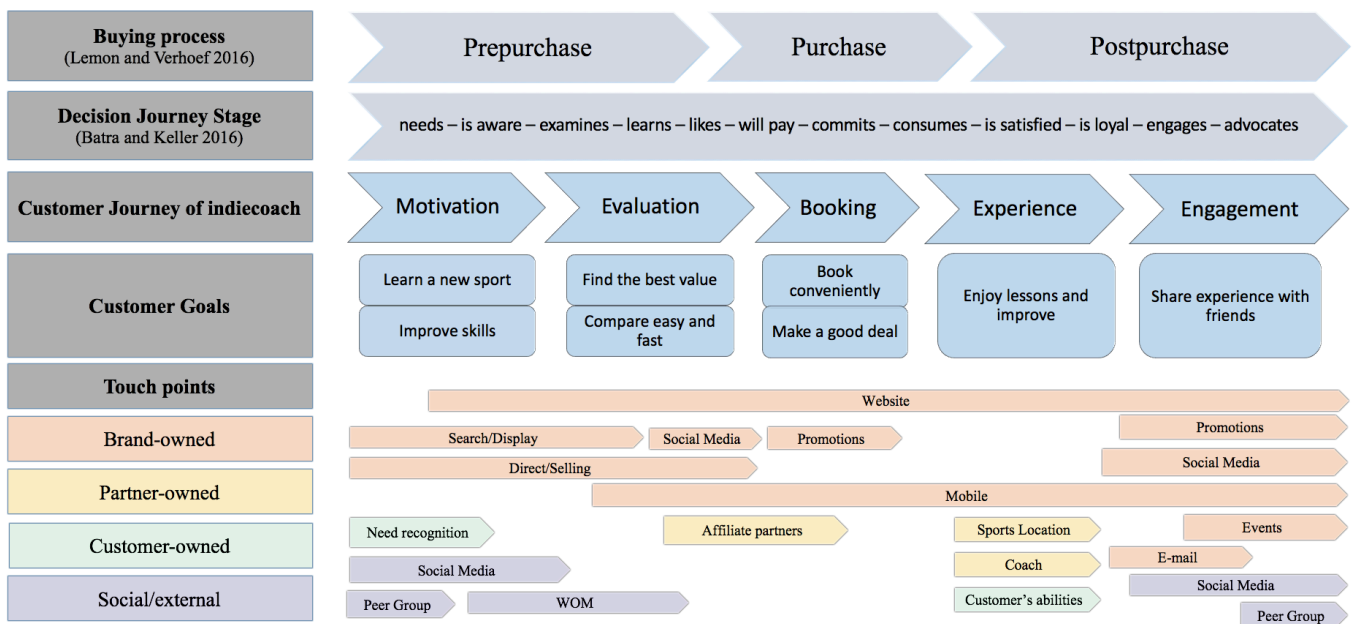 Buying process
(Lemon and Verhoef 2016)
Prepurchase
Purchase
Postpurchase
Decision Journey Stage
(Batra and Keller 2016)
needs – is aware – examines – learns – likes – will pay – commits – consumes – is satisfied – is loyal – engages – advocates
Customer Journey of indiecoach
Motivation
Evaluation
Booking
Experience
Engagement
Customer Goals
Learn a new sport
Improve skills
Find the best value
Compare easy and
fast
Book
conveniently
Make a good deal
Enjoy lessons and
improve
Share experience with
friends
Touch points
Website
Brand-owned
Search/Display
Social Media
Promotions
Promotions
Direct/Selling
Social Media
Partner-owned
Mobile
Need recognition
Affiliate partners
Sports Location
Events
Customer-owned
Social Media
Coach
E-mail
Social/external
Peer Group
WOM
Customer's abilities
Social Media
Peer Group